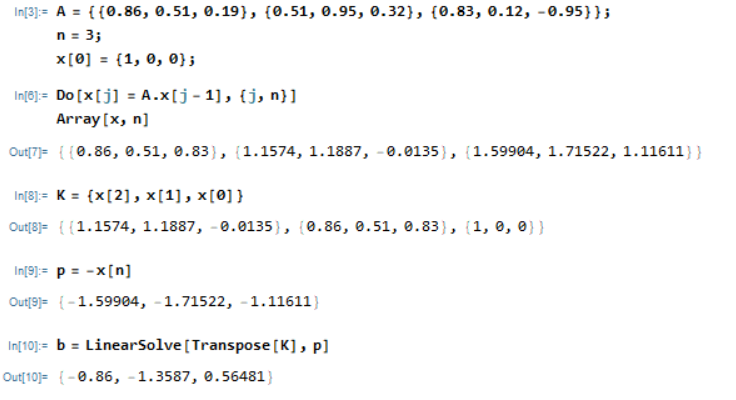 In[3]:= A = {{0.86, 0.51, 0.19}, {0.51, 0.95, 0.32}, {0.83, 0.12, -0.95}};
n = 3;
x[0] = {1, 0, 0};
In[6]:= Do[x[j] = A.x[j - 1], {j, n}]
Array[x, n]
Out[7]= {{0.86, 0.51, 0.83}, {1.1574, 1.1887, -0.0135}, {1.59904, 1.71522, 1.11611}}
In[8]:= K = {x[2], x[1], x[0]}
Out[8]= {{1.1574, 1.1887, -0.0135}, {0.86, 0.51, 0.83}, {1, 0, 0}}
In[9]:= p = -x[n]
Out[9]= {-1.59904, -1.71522, -1.11611}
In[10]:= b = LinearSolve[Transpose[K], p]
Out[10]= {-0.86, -1.3587, 0.56481}